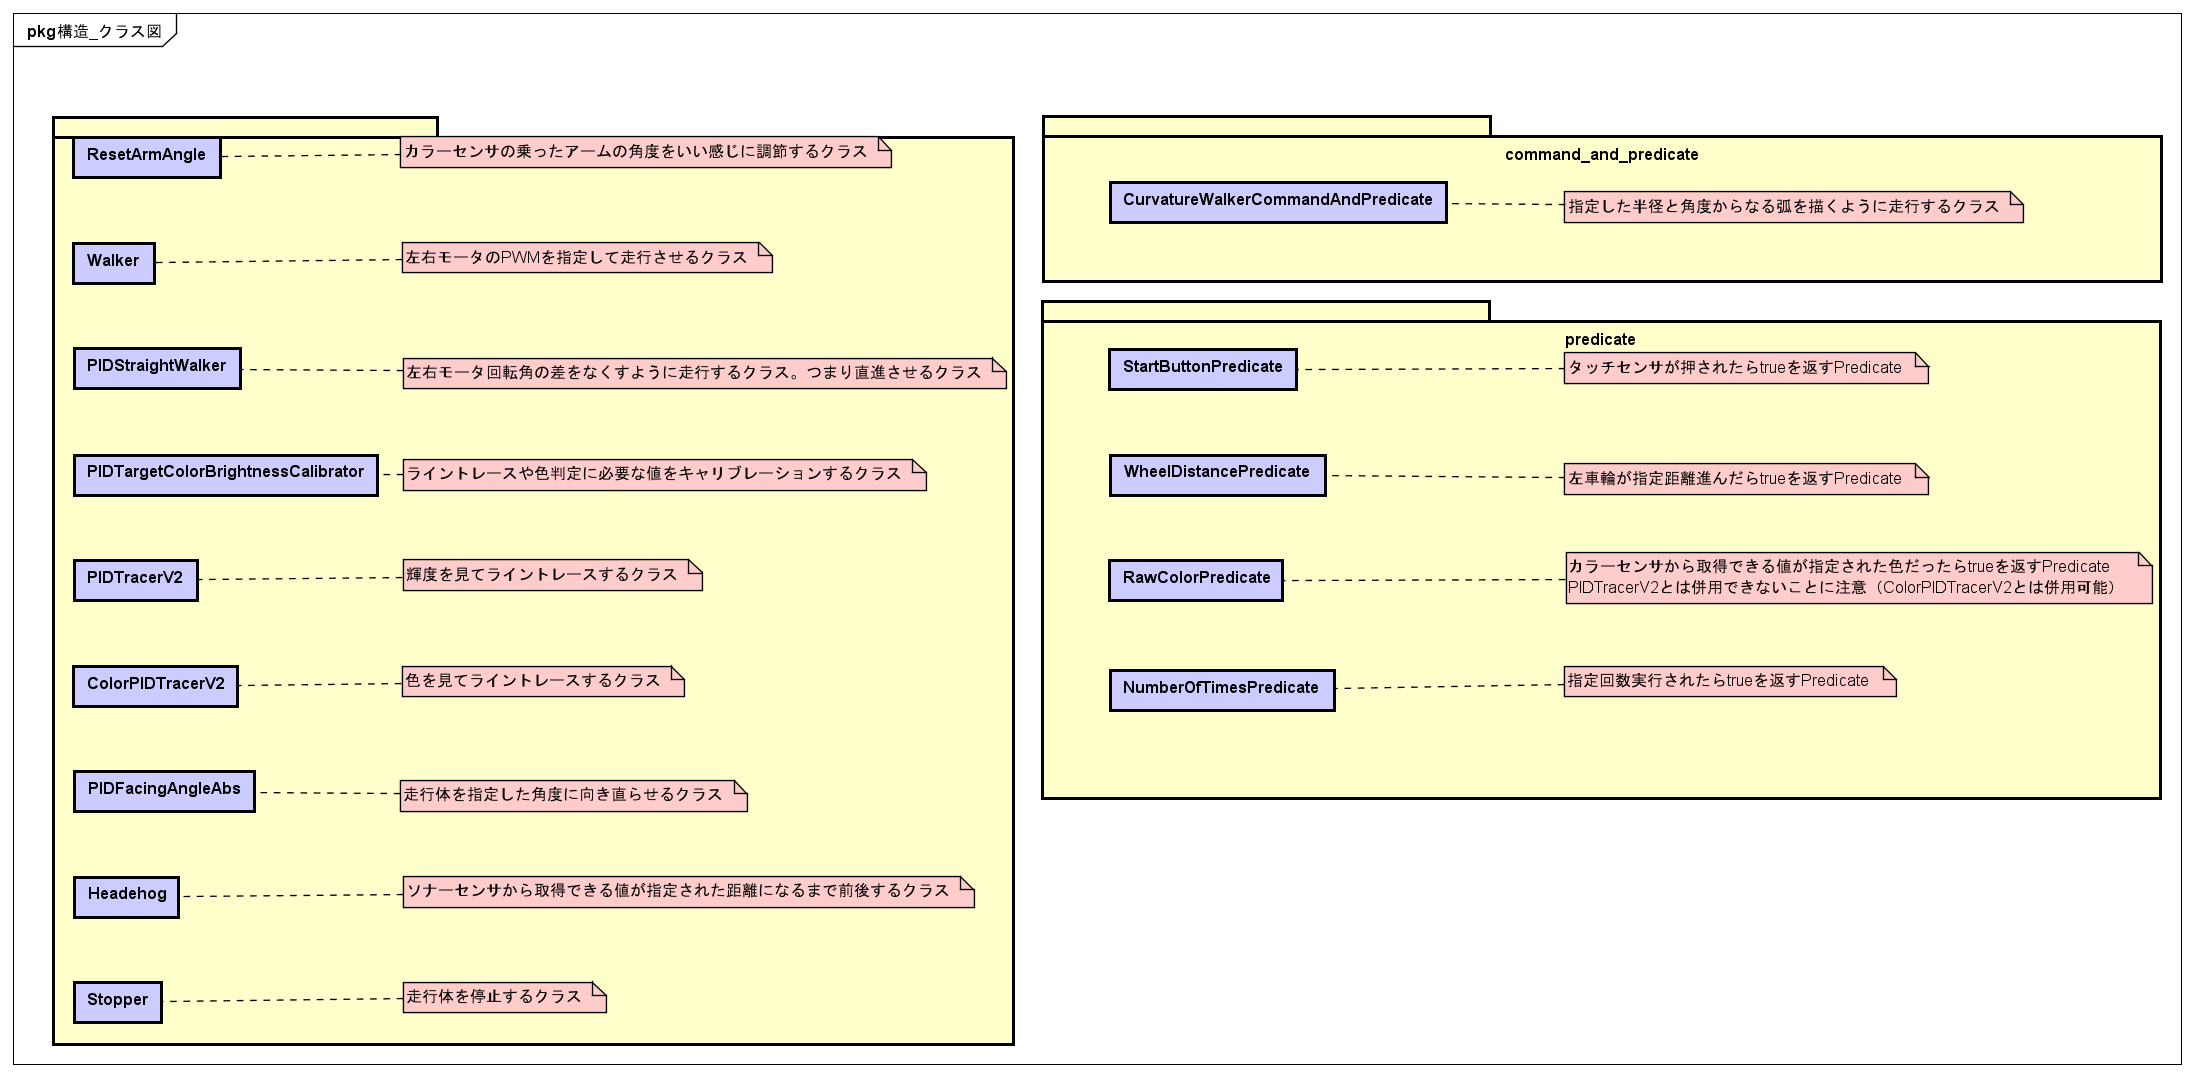 pkg 構造_クラス図
ResetArmAngle
カラーセンサの乗ったアームの角度をいい感じに調節するクラス
Walker
左右モータのPWMを指定して走行させるクラス
PIDStraightWalker
左右モータ回転角の差をなくすように走行するクラス。つまり直進させるクラス
PIDTargetColorBrightnessCalibrator
ライントレースや色判定に必要な値をキャリブレーションするクラス
PIDTracerV2
輝度を見てライントレースするクラス
ColorPIDTracerV2
色を見てライントレースするクラス
PIDFacingAngleAbs
走行体を指定した角度に向き直らせるクラス
Headehog
ソナーセンサから取得できる値が指定された距離になるまで前後するクラス
Stopper
走行体を停止するクラス
command_and_predicate
CurvatureWalkerCommandAndPredicate
指定した半径と角度からなる弧を描くように走行するクラス
predicate
StartButtonPredicate
タッチセンサが押されたらtrueを返すPredicate
WheelDistancePredicate
左車輪が指定距離進んだらtrueを返すPredicate
RawColorPredicate
カラーセンサから取得できる値が指定された色だったらtrueを返すPredicate
PIDTracerV2とは併用できないことに注意（ColorPIDTracerV2とは併用可能）
NumberOfTimesPredicate
指定回数実行されたらtrueを返すPredicate